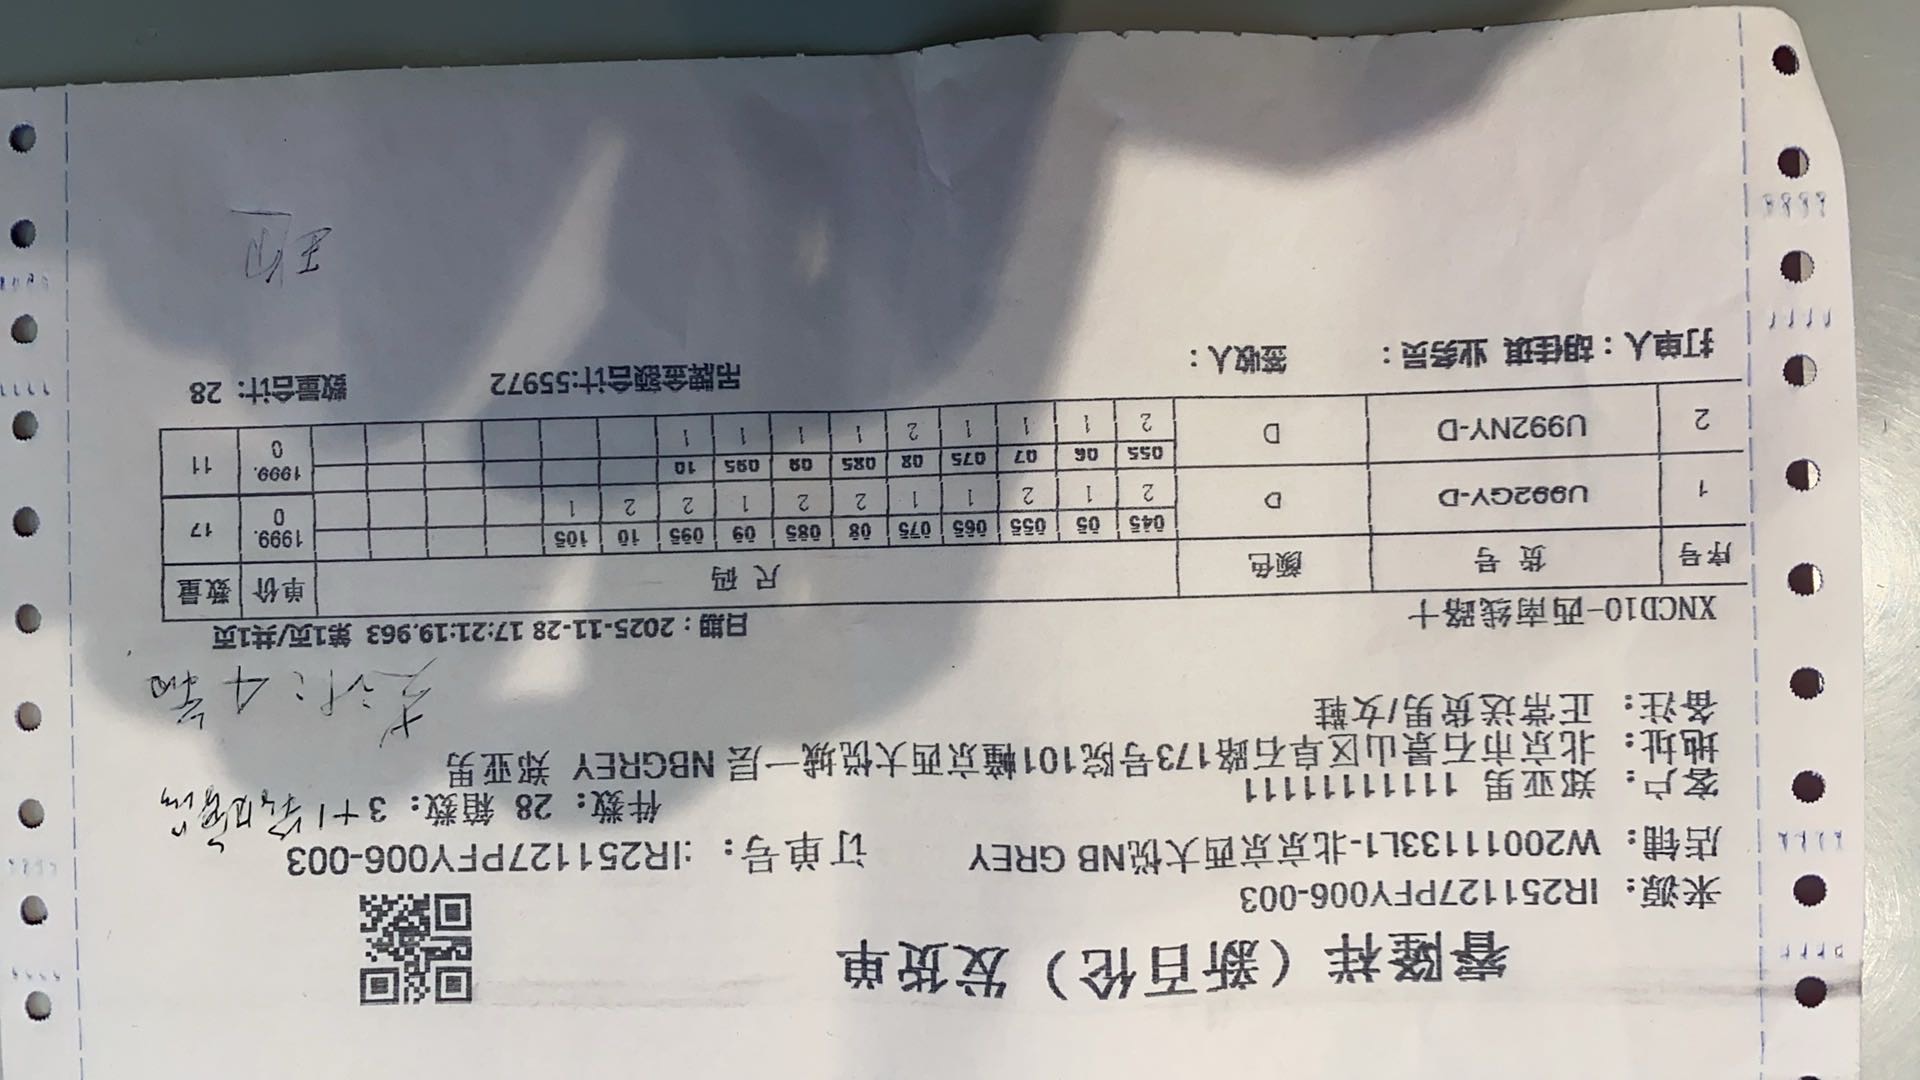 睿隆祥（新百伦）发货单
来源: IR251127PFY006-003
店铺: W20011133L1-北京京西大悦NB GREY 订单号: :IR251127PFY006-003
客户: 郑亚男 11111111111 件数: 28 箱数: 3+1
地址: 北京市石景山区阜石路173号院101幢京西大悦城一层 NBGREY 郑亚男
备注: 正常送货男/女鞋
共计: 4箱
XNCD10-西南线路十 日期: 2025-11-28 17:21:19.963 第1页/共1页
序号 货号 颜色 尺码 单价 数量
045 05 055 065 075 08 085 09 095 10 105
1 U992GY-D D 2 1 2 1 1 2 2 1 2 2 1 1999.0 17
055 06 07 075 08 085 09 095 10
2 U992NY-D D 2 1 1 1 2 1 1 1 1 1999.0 11
打单人: 胡佳琪 业务员: 签收人: 吊牌金额合计:55972 数量合计: 28